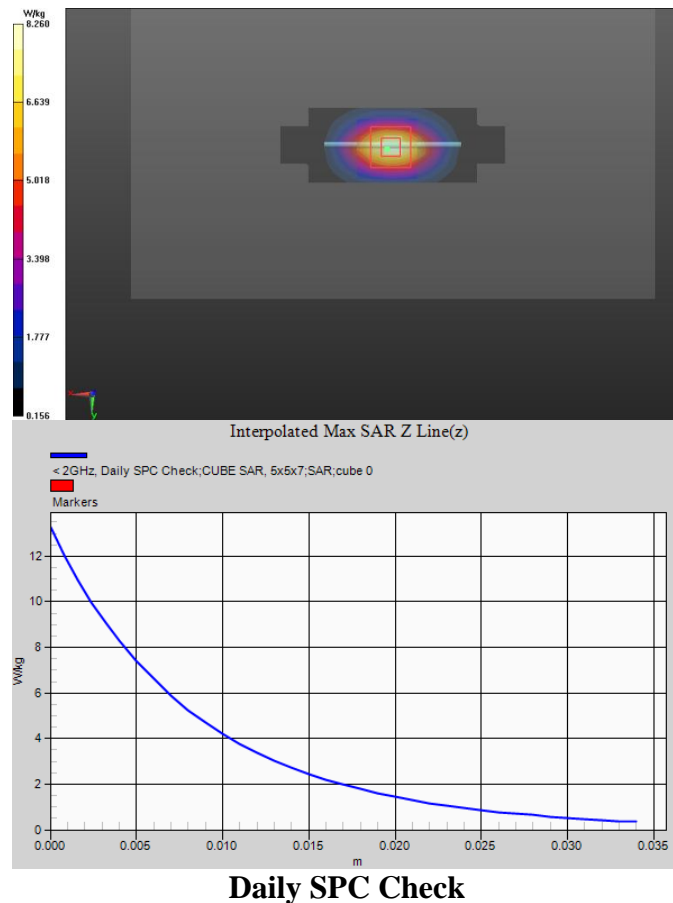 W/kg
8.260
6.639
5.018
3.398
1.777
0.156
y
Interpolated Max SAR Z Line(z)
< 2GHz, Daily SPC Check;CUBE SAR, 5x5x7;SAR;cube 0
Markers
12
10
8
6
4
2
0
W/kg
0.000 0.005 0.010 0.015 0.020 0.025 0.030 0.035
m
Daily SPC Check